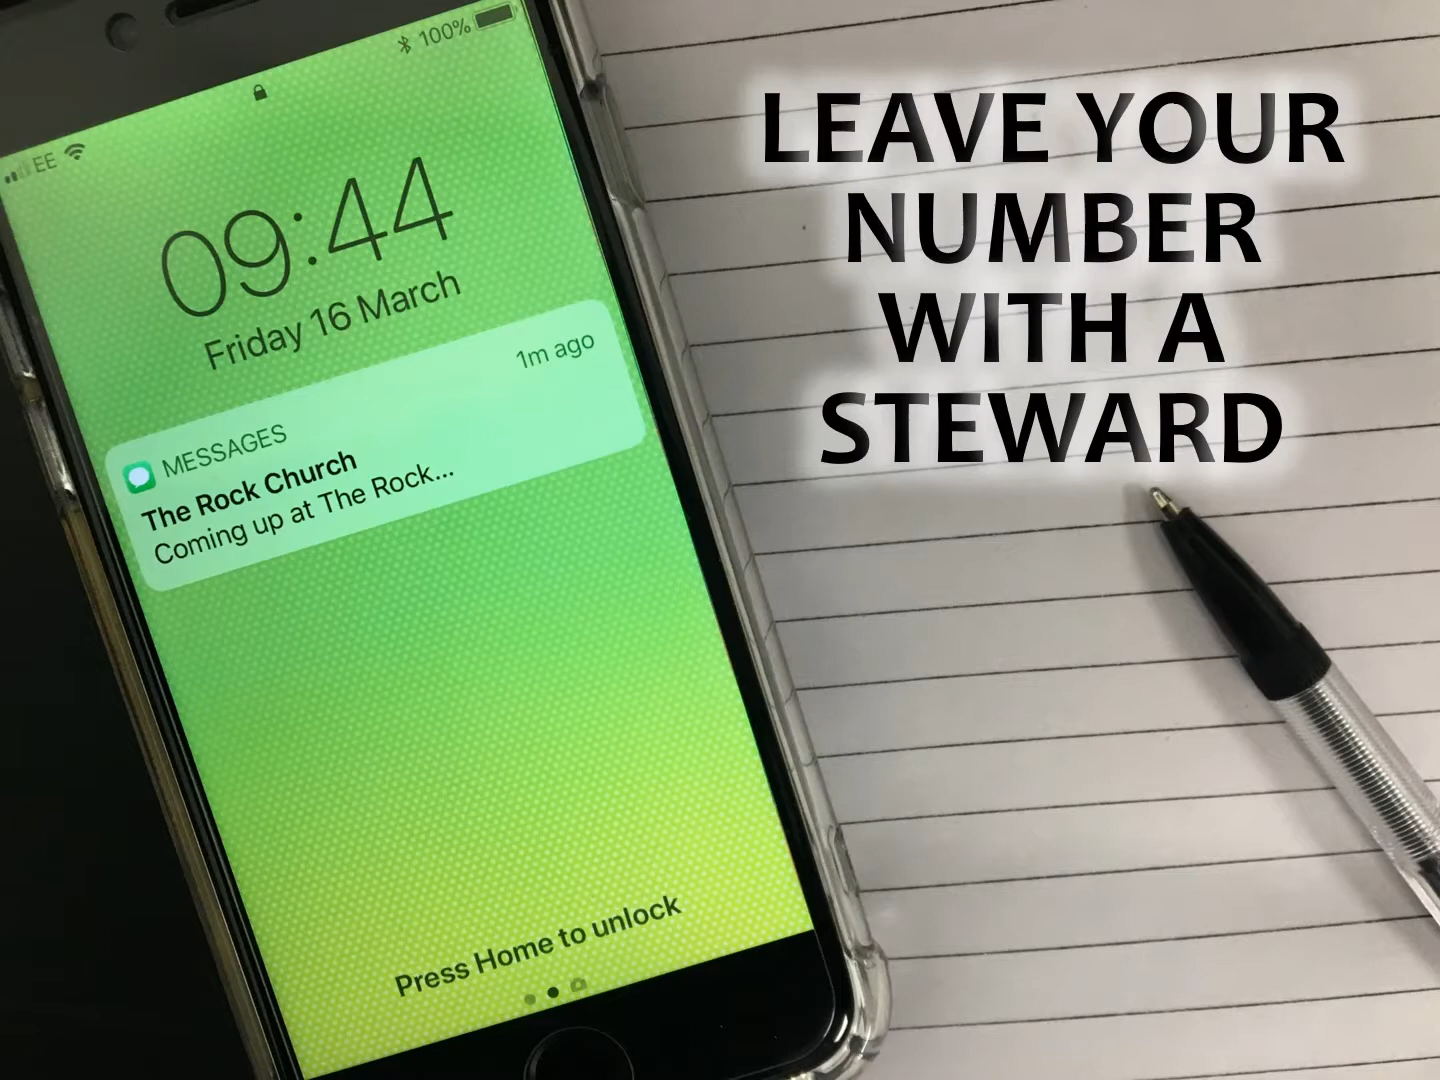 100%
EE
09:44
Friday 16 March
MESSAGES
1m ago
The Rock Church
Coming up at The Rock...
Press Home to unlock
LEAVE YOUR
NUMBER
WITH A
STEWARD